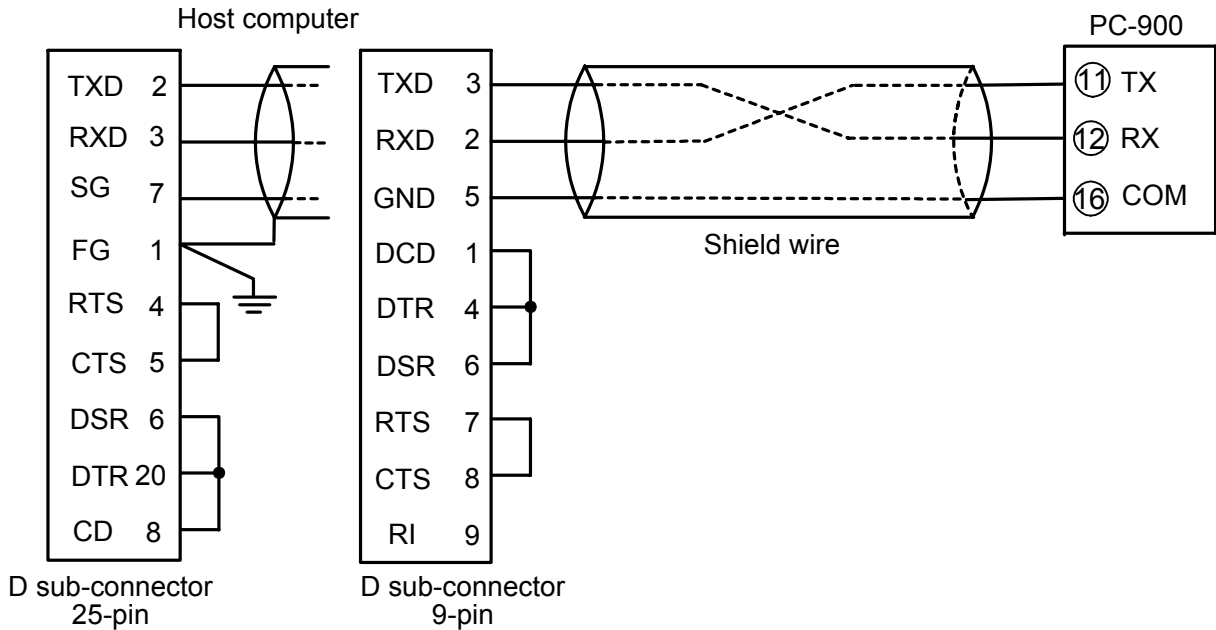 Host computer
PC-900
TXD 2
RXD 3
SG 7
FG 1
RTS 4
CTS 5
DSR 6
DTR 20
CD 8
D sub-connector
25-pin
TXD 3
RXD 2
GND 5
DCD 1
DTR 4
DSR 6
RTS 7
CTS 8
RI 9
D sub-connector
9-pin
Shield wire
11 TX
12 RX
16 COM